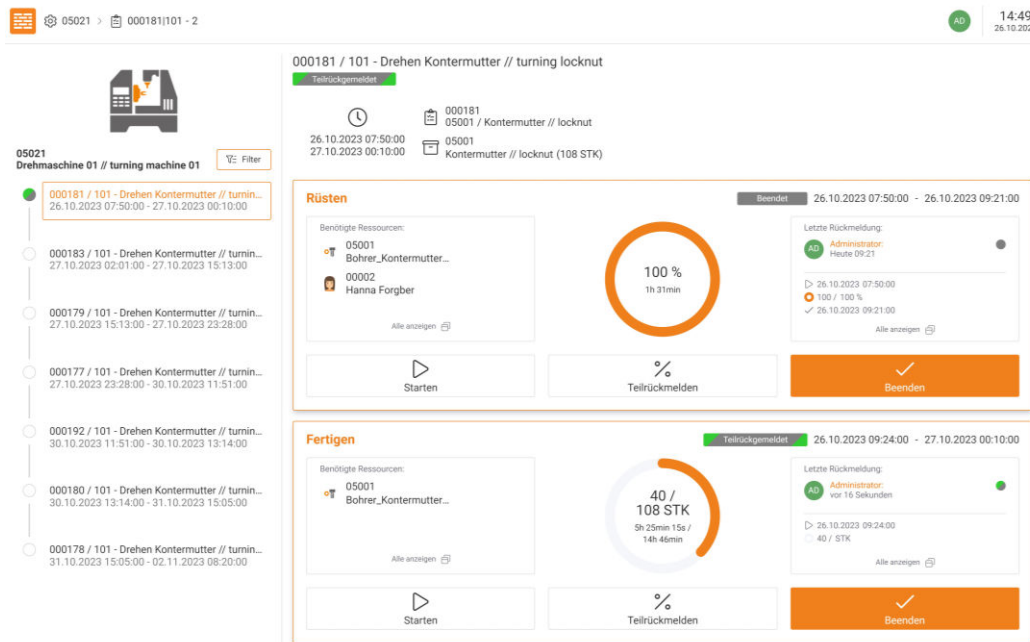 05021 > 000181|101 - 2
AD
14:49
26.10.202
05021
Drehmaschine 01 // turning machine 01
Filter
000181 / 101 - Drehen Kontermutter // turnin...
26.10.2023 07:50:00 - 27.10.2023 00:10:00
000183 / 101 - Drehen Kontermutter // turnin...
27.10.2023 02:01:00 - 27.10.2023 15:13:00
000179 / 101 - Drehen Kontermutter // turnin...
27.10.2023 15:13:00 - 27.10.2023 23:28:00
000177 / 101 - Drehen Kontermutter // turnin...
27.10.2023 23:28:00 - 30.10.2023 11:51:00
000192 / 101 - Drehen Kontermutter // turnin...
30.10.2023 11:51:00 - 30.10.2023 13:14:00
000180 / 101 - Drehen Kontermutter // turnin...
30.10.2023 13:14:00 - 31.10.2023 15:05:00
000178 / 101 - Drehen Kontermutter // turnin...
31.10.2023 15:05:00 - 02.11.2023 08:20:00
000181 / 101 - Drehen Kontermutter // turning locknut
Teilrückgemeldet
26.10.2023 07:50:00
27.10.2023 00:10:00
000181
05001 / Kontermutter // locknut
05001
Kontermutter // locknut (108 STK)
Rüsten
Beendet
26.10.2023 07:50:00 - 26.10.2023 09:21:00
Benötigte Ressourcen:
05001
Bohrer_Kontermutter...
00002
Hanna Forgber
Alle anzeigen
100 %
1h 31min
Letzte Rückmeldung:
AD
Administrator:
Heute 09:21
26.10.2023 07:50:00
100 / 100 %
26.10.2023 09:21:00
Alle anzeigen
Starten
Teilrückmelden
Beenden
Fertigen
Teilrückgemeldet
26.10.2023 09:24:00 - 27.10.2023 00:10:00
Benötigte Ressourcen:
05001
Bohrer_Kontermutter...
Alle anzeigen
40 /
108 STK
5h 25min 15s /
14h 46min
Letzte Rückmeldung:
AD
Administrator:
vor 16 Sekunden
26.10.2023 09:24:00
40 / STK
Alle anzeigen
Starten
Teilrückmelden
Beenden